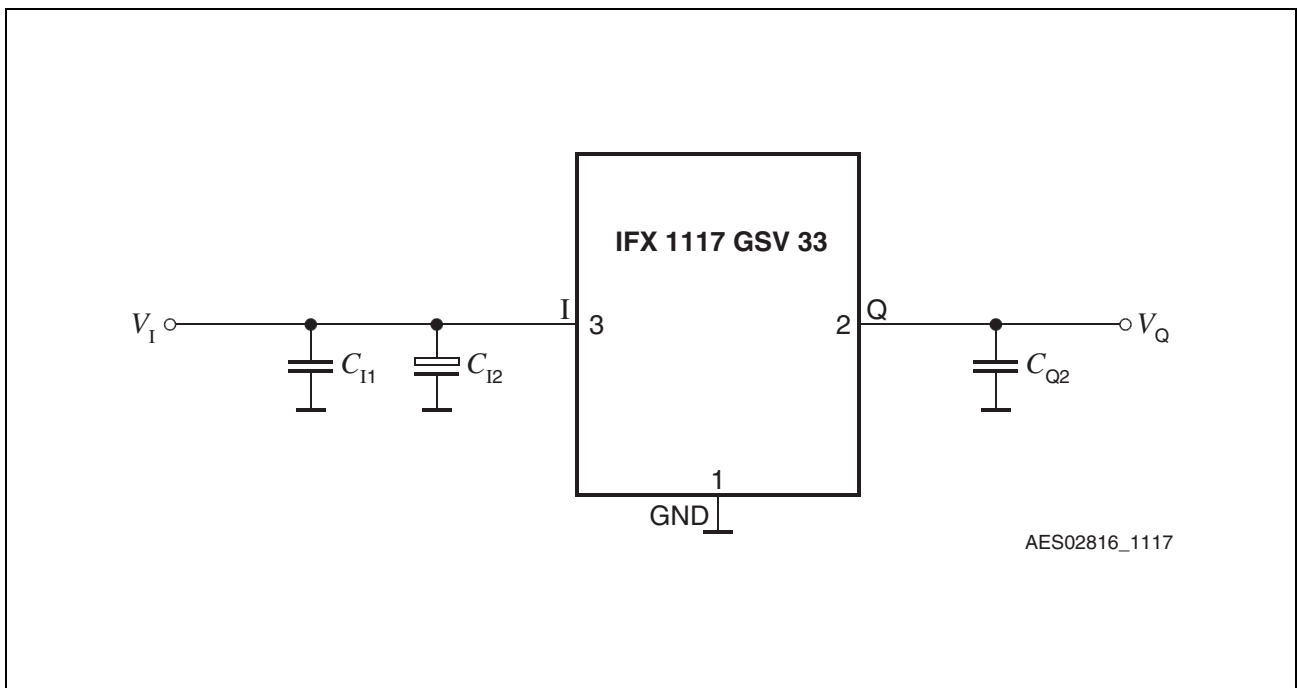 IFX 1117 GSV 33
I
Q
V_I
3
2
V_Q
C_I1
C_I2
C_Q2
1
GND
AES02816_1117